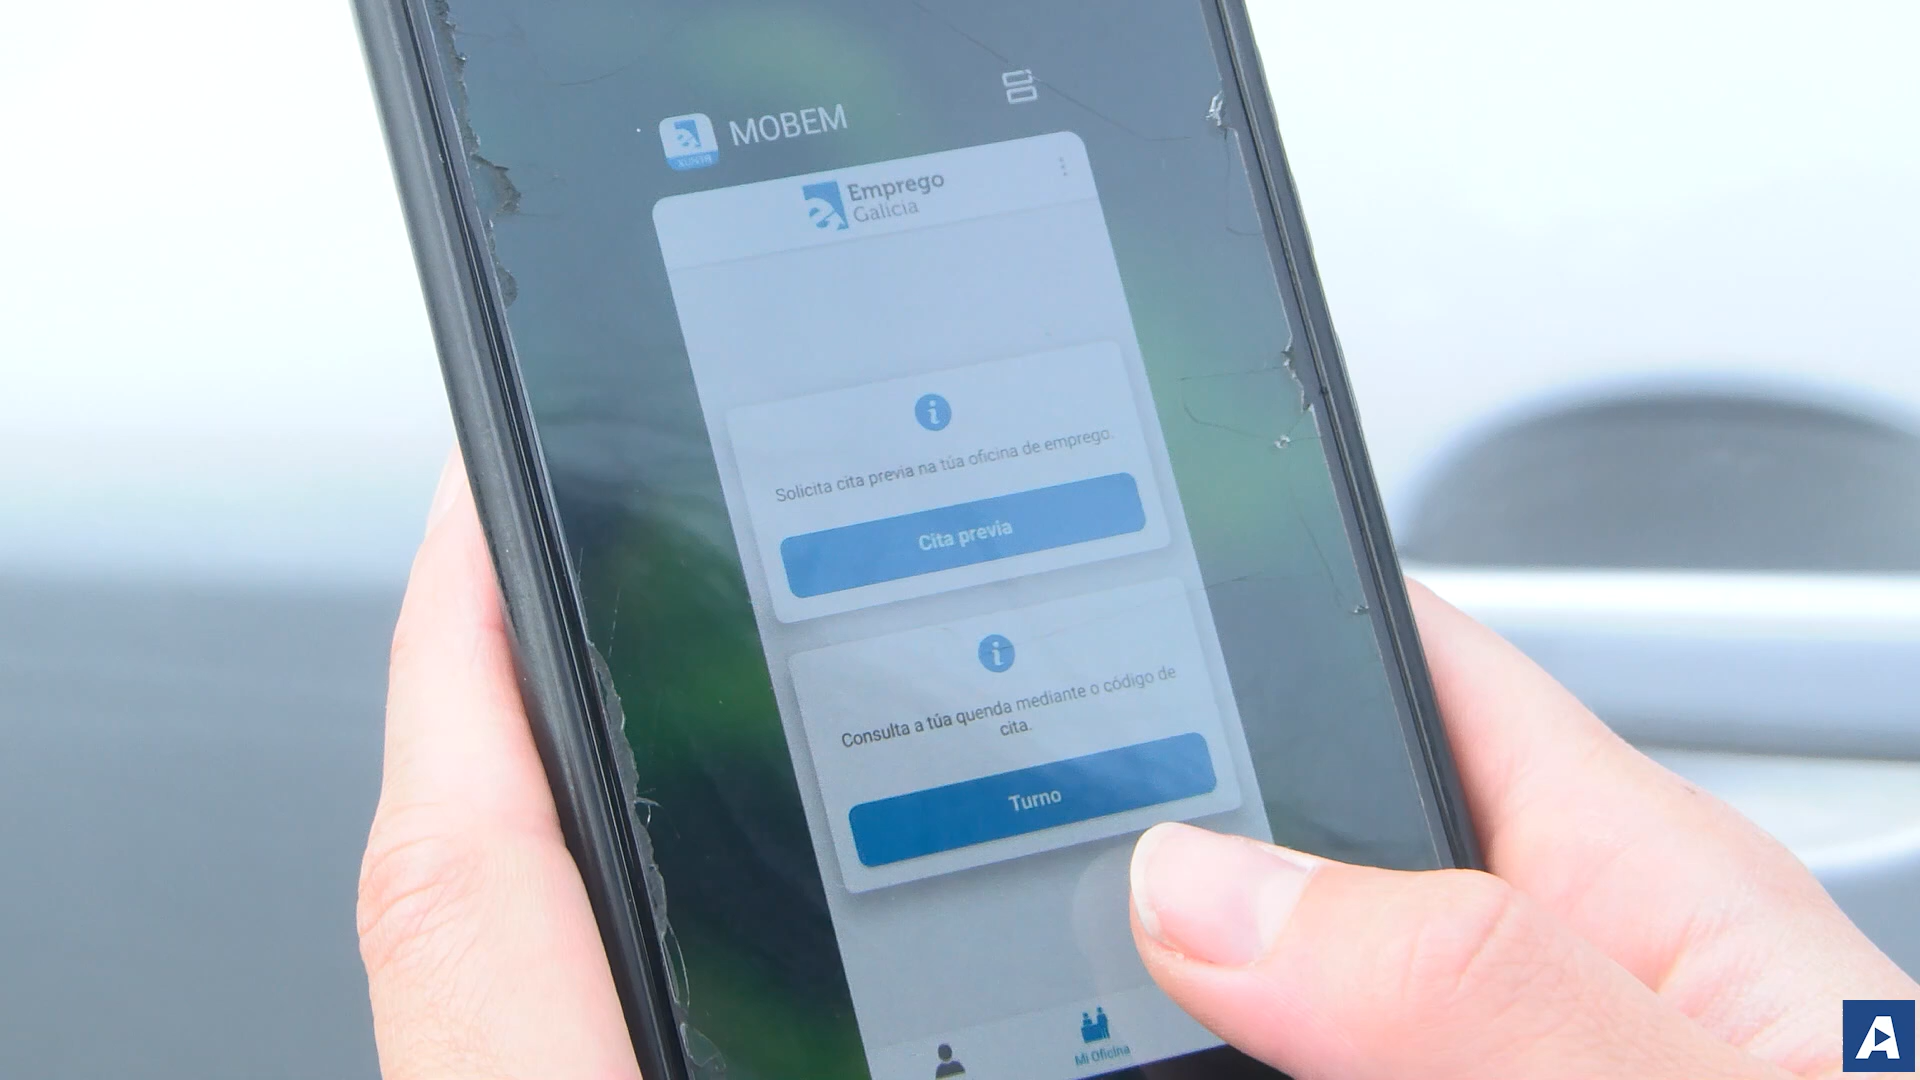 MOBEM
Emprego
Galicia
Solicita cita previa na túa oficina de emprego.
Cita previa
Consulta a túa quenda mediante o código de
cita.
Turno
Mi Oficina